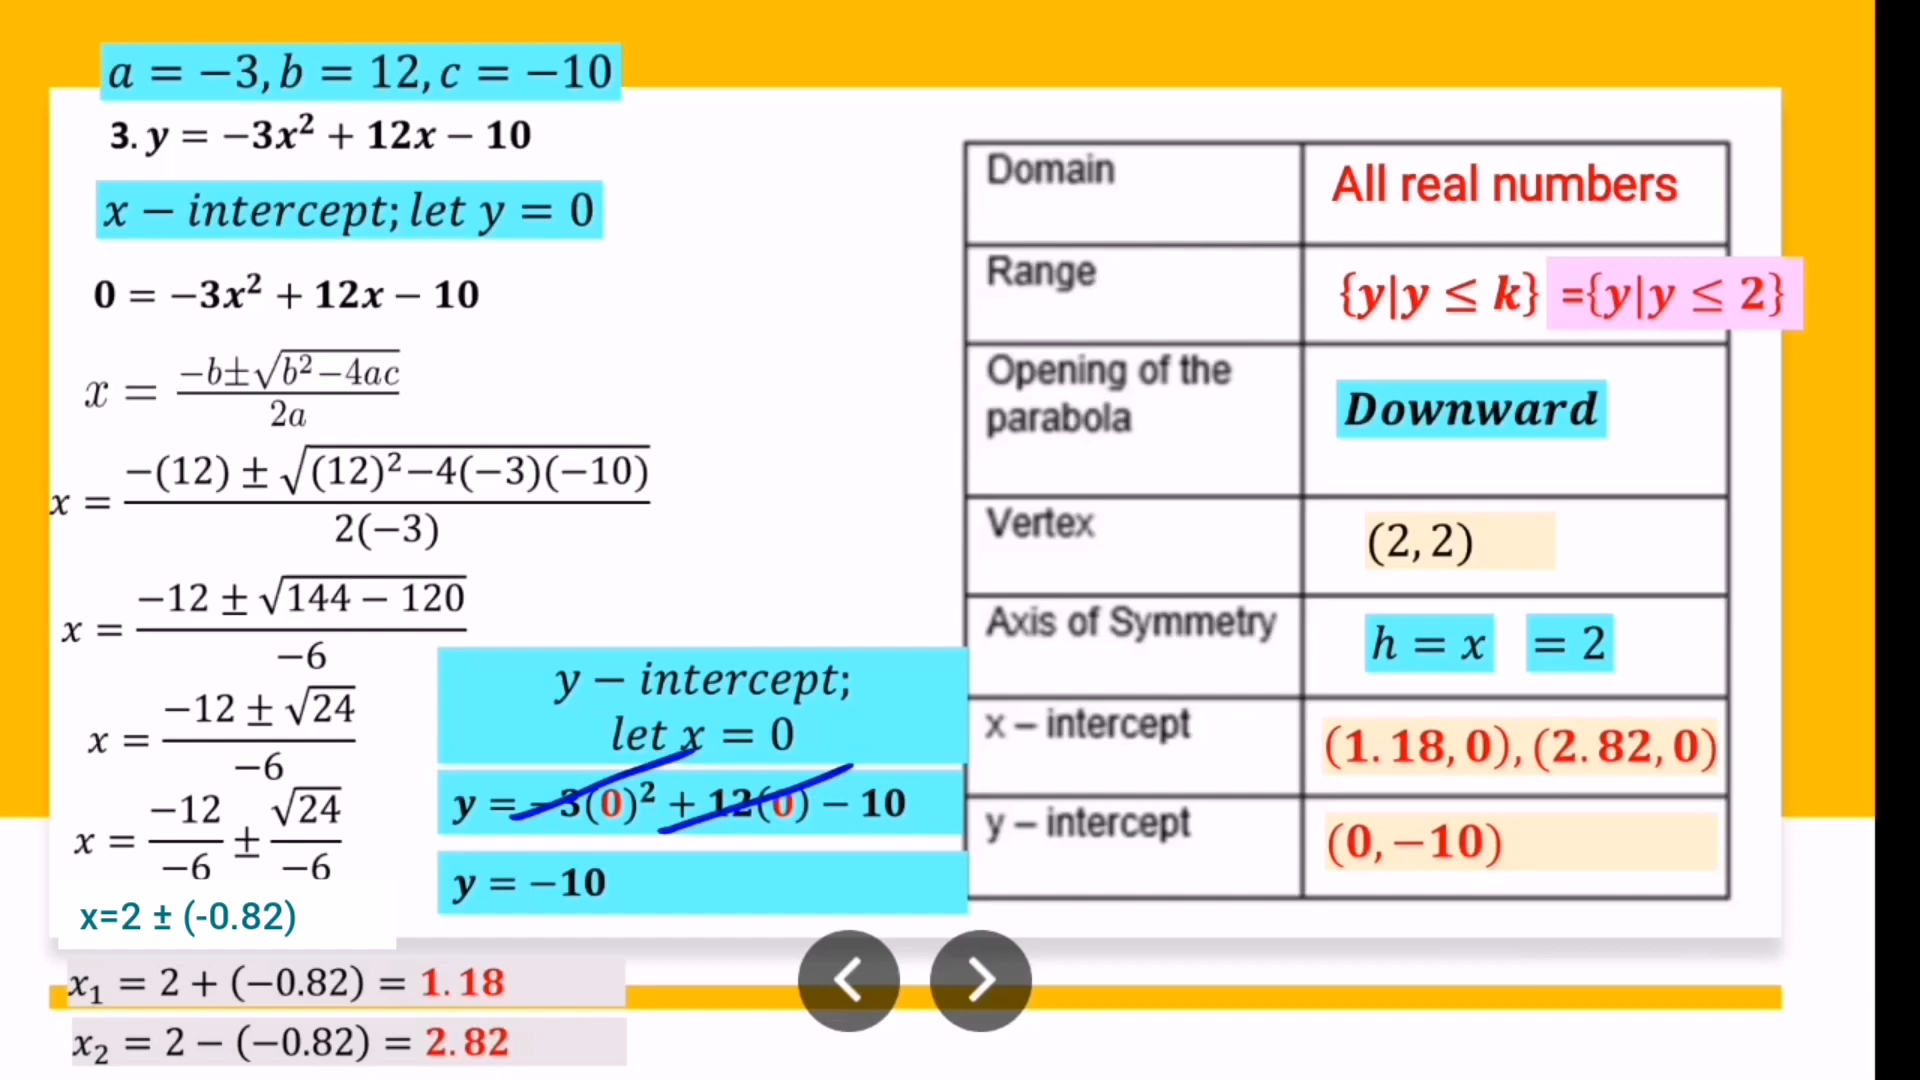 a = −3, b = 12, c = −10
3. y = −3x² + 12x − 10
x − intercept; let y = 0
0 = −3x² + 12x − 10
x = (−b±√(b²−4ac))/(2a)
x = (−(12) ± √((12)²−4(−3)(−10)))/(2(−3))
x = (−12 ± √(144 − 120))/(−6)
x = (−12 ± √24)/(−6)
x = (−12)/(−6) ± (√24)/(−6)
x=2 ± (-0.82)
x₁ = 2 + (−0.82) = 1.18
x₂ = 2 − (−0.82) = 2.82
y − intercept;
let x = 0
y = −3(0)² + 12(0) − 10
y = −10
Domain All real numbers
Range {y|y ≤ k} ={y|y ≤ 2}
Opening of the
parabola Downward
Vertex (2, 2)
Axis of Symmetry h = x = 2
x – intercept (1.18, 0), (2.82, 0)
y – intercept (0, −10)